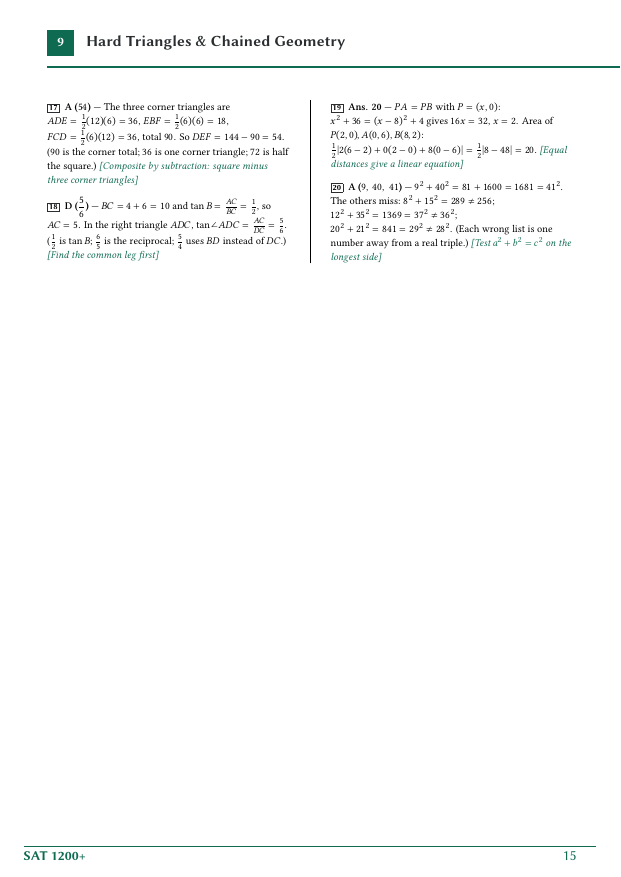 9 Hard Triangles & Chained Geometry
17 A (54) — The three corner triangles are
ADE = 1/2(12)(6) = 36, EBF = 1/2(6)(6) = 18,
FCD = 1/2(6)(12) = 36, total 90. So DEF = 144 − 90 = 54.
(90 is the corner total; 36 is one corner triangle; 72 is half
the square.) [Composite by subtraction: square minus
three corner triangles]
18 D (5/6) — BC = 4 + 6 = 10 and tan B = AC/BC = 1/2, so
AC = 5. In the right triangle ADC, tan∠ADC = AC/DC = 5/6.
(1/2 is tan B; 6/5 is the reciprocal; 5/4 uses BD instead of DC.)
[Find the common leg first]
19 Ans. 20 — PA = PB with P = (x, 0):
x² + 36 = (x − 8)² + 4 gives 16x = 32, x = 2. Area of
P(2, 0), A(0, 6), B(8, 2):
1/2|2(6 − 2) + 0(2 − 0) + 8(0 − 6)| = 1/2|8 − 48| = 20. [Equal
distances give a linear equation]
20 A (9, 40, 41) — 9² + 40² = 81 + 1600 = 1681 = 41².
The others miss: 8² + 15² = 289 ≠ 256;
12² + 35² = 1369 = 37² ≠ 36²;
20² + 21² = 841 = 29² ≠ 28². (Each wrong list is one
number away from a real triple.) [Test a² + b² = c² on the
longest side]
SAT 1200+ 15